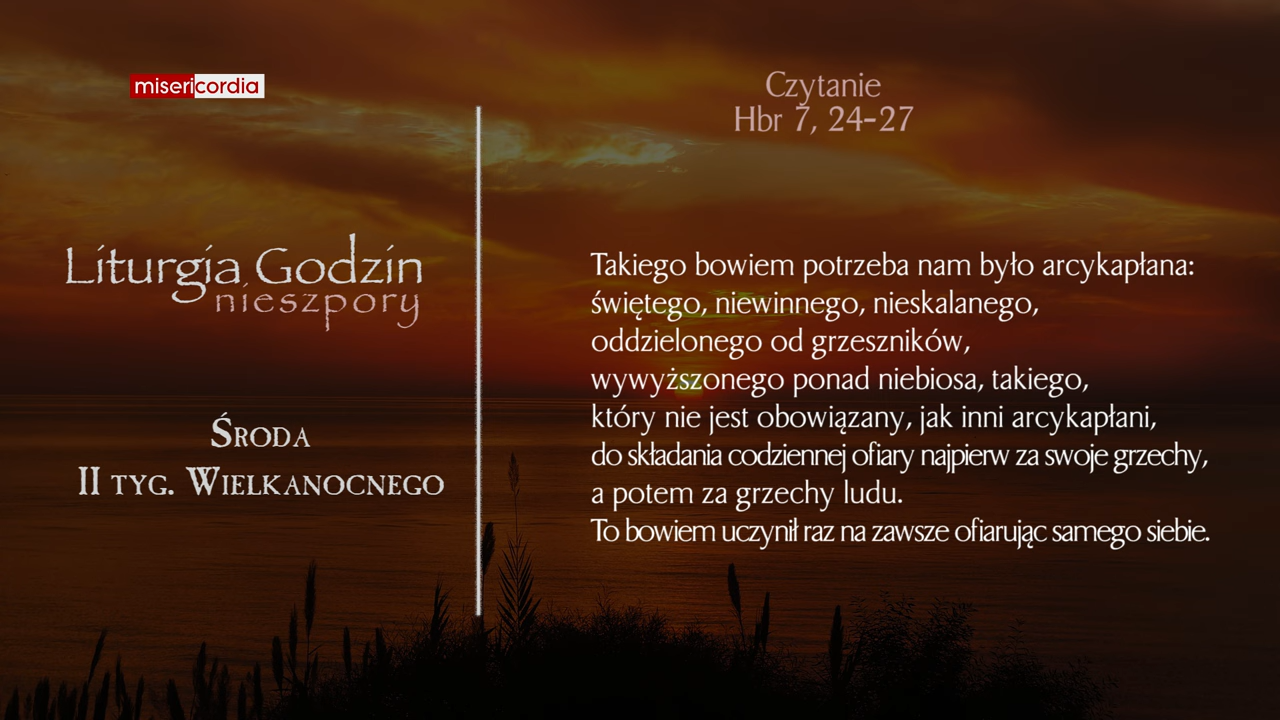 misericordia
Liturgia Godzin
nieszpory
Środa
II tyg. Wielkanocnego
Czytanie
Hbr 7, 24-27
Takiego bowiem potrzeba nam było arcykapłana:
świętego, niewinnego, nieskalanego,
oddzielonego od grzeszników,
wywyższonego ponad niebiosa, takiego,
który nie jest obowiązany, jak inni arcykapłani,
do składania codziennej ofiary najpierw za swoje grzechy,
a potem za grzechy ludu.
To bowiem uczynił raz na zawsze ofiarując samego siebie.